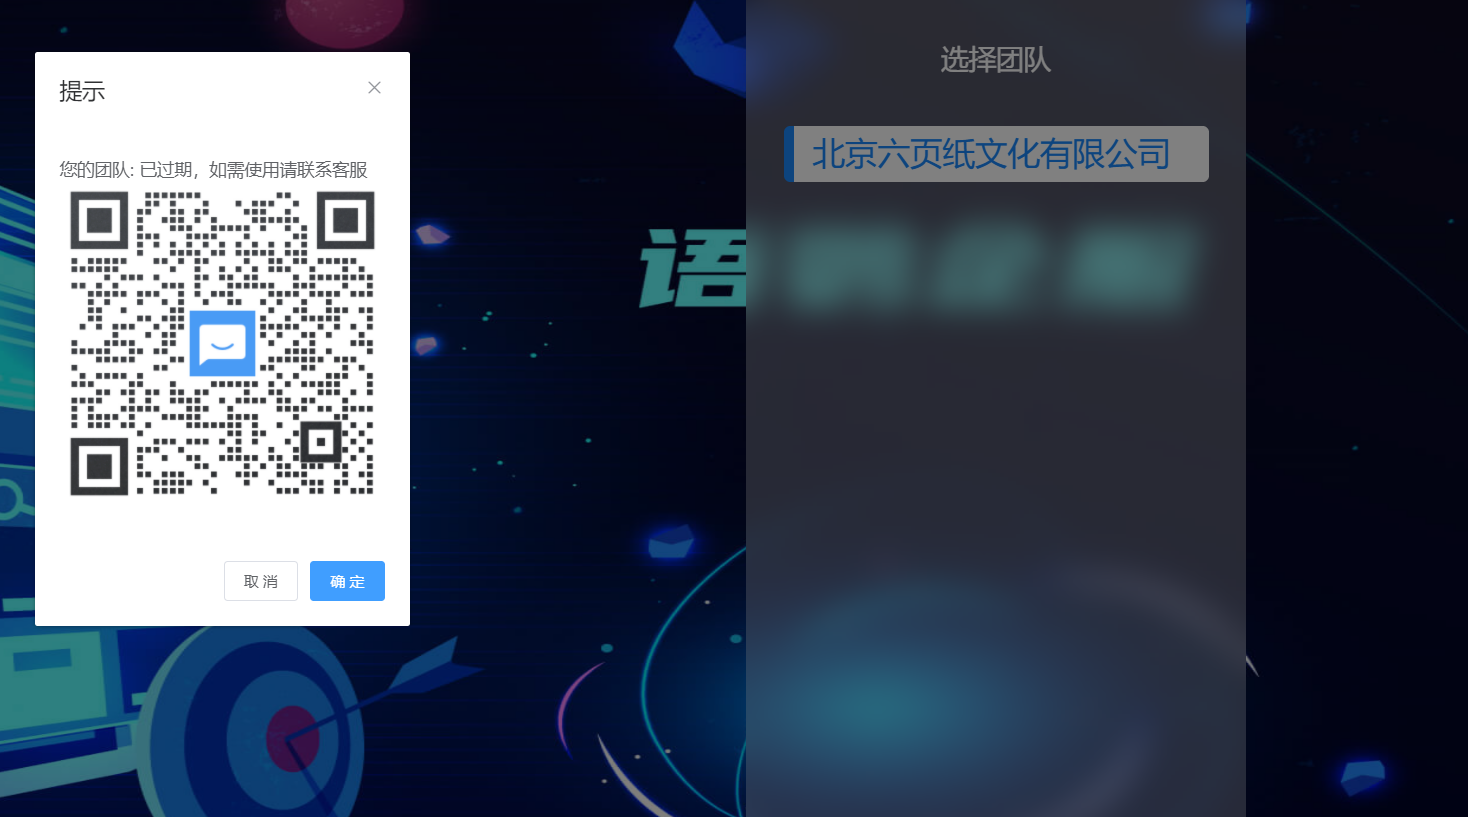 提示
您的团队: 已过期，如需使用请联系客服
取消
确定
选择团队
北京六页纸文化有限公司
语